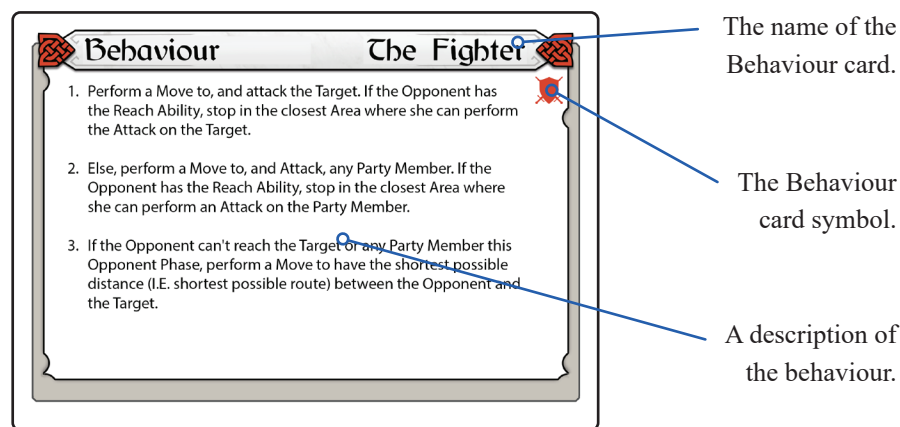 Behaviour The Fighter
1. Perform a Move to, and attack the Target. If the Opponent has
the Reach Ability, stop in the closest Area where she can perform
the Attack on the Target.
2. Else, perform a Move to, and Attack, any Party Member. If the
Opponent has the Reach Ability, stop in the closest Area where
she can perform an Attack on the Party Member.
3. If the Opponent can't reach the Target or any Party Member this
Opponent Phase, perform a Move to have the shortest possible
distance (I.E. shortest possible route) between the Opponent and
the Target.
The name of the
Behaviour card.
The Behaviour
card symbol.
A description of
the behaviour.